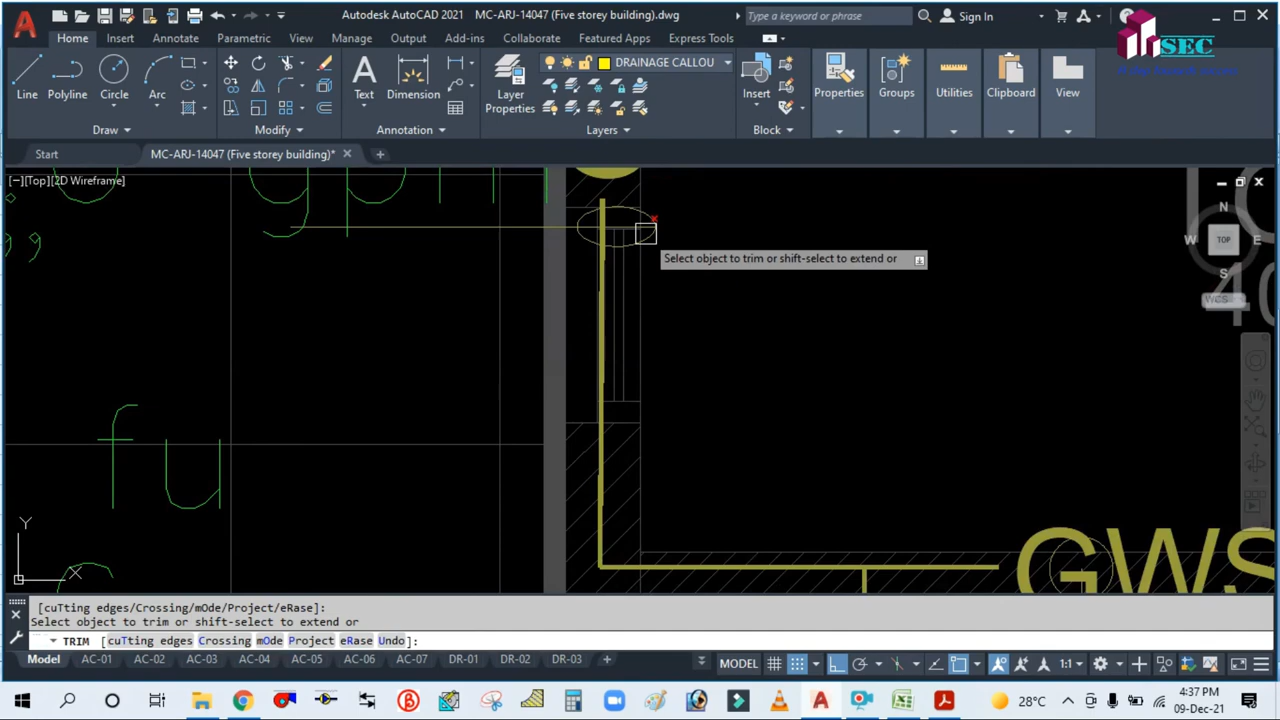 Autodesk AutoCAD 2021 MC-ARJ-14047 (Five storey building).dwg
Type a keyword or phrase
Sign In
SEC
Home Insert Annotate Parametric View Manage Output Add-ins Collaborate Featured Apps Express Tools
DRAINAGE CALLOU
Line Polyline Circle Arc Text Dimension Layer Properties Insert Properties Groups Utilities Clipboard View
Draw Modify Annotation Layers Block
Start MC-ARJ-14047 (Five storey building)*
[−][Top][2D Wireframe]
N
W TOP E
S
WCS
Select object to trim or shift-select to extend or
fu
GWS
Y
X
[cuTting edges/Crossing/mOde/Project/eRase]:
Select object to trim or shift-select to extend or
TRIM [cuTting edges Crossing mOde Project eRase Undo]:
Model AC-01 AC-02 AC-03 AC-04 AC-05 AC-06 AC-07 DR-01 DR-02 DR-03
MODEL 1:1
28°C
4:37 PM
09-Dec-21